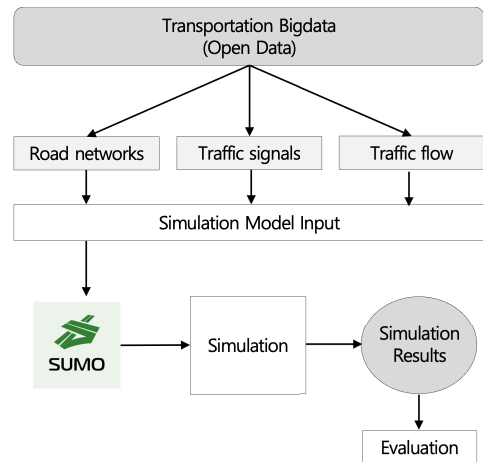 Transportation Bigdata
(Open Data)
Road networks
Traffic signals
Traffic flow
Simulation Model Input
SUMO
Simulation
Simulation
Results
Evaluation